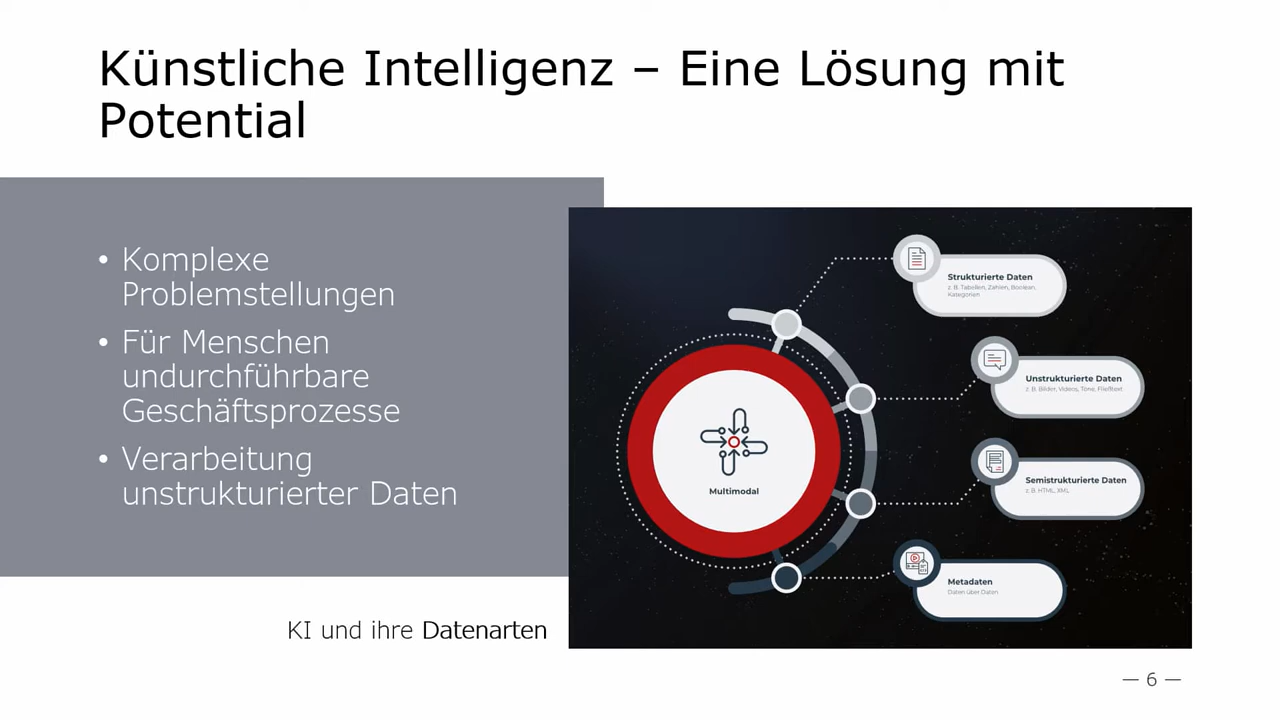 Künstliche Intelligenz – Eine Lösung mit
Potential
• Komplexe
Problemstellungen
• Für Menschen
undurchführbare
Geschäftsprozesse
• Verarbeitung
unstrukturierter Daten
KI und ihre Datenarten
Multimodal
Strukturierte Daten
z. B. Tabellen, Zahlen, Boolean,
Kategorien
Unstrukturierte Daten
z. B. Bilder, Videos, Töne, Fließtext
Semistrukturierte Daten
z. B. HTML, XML
Metadaten
Daten über Daten
— 6 —